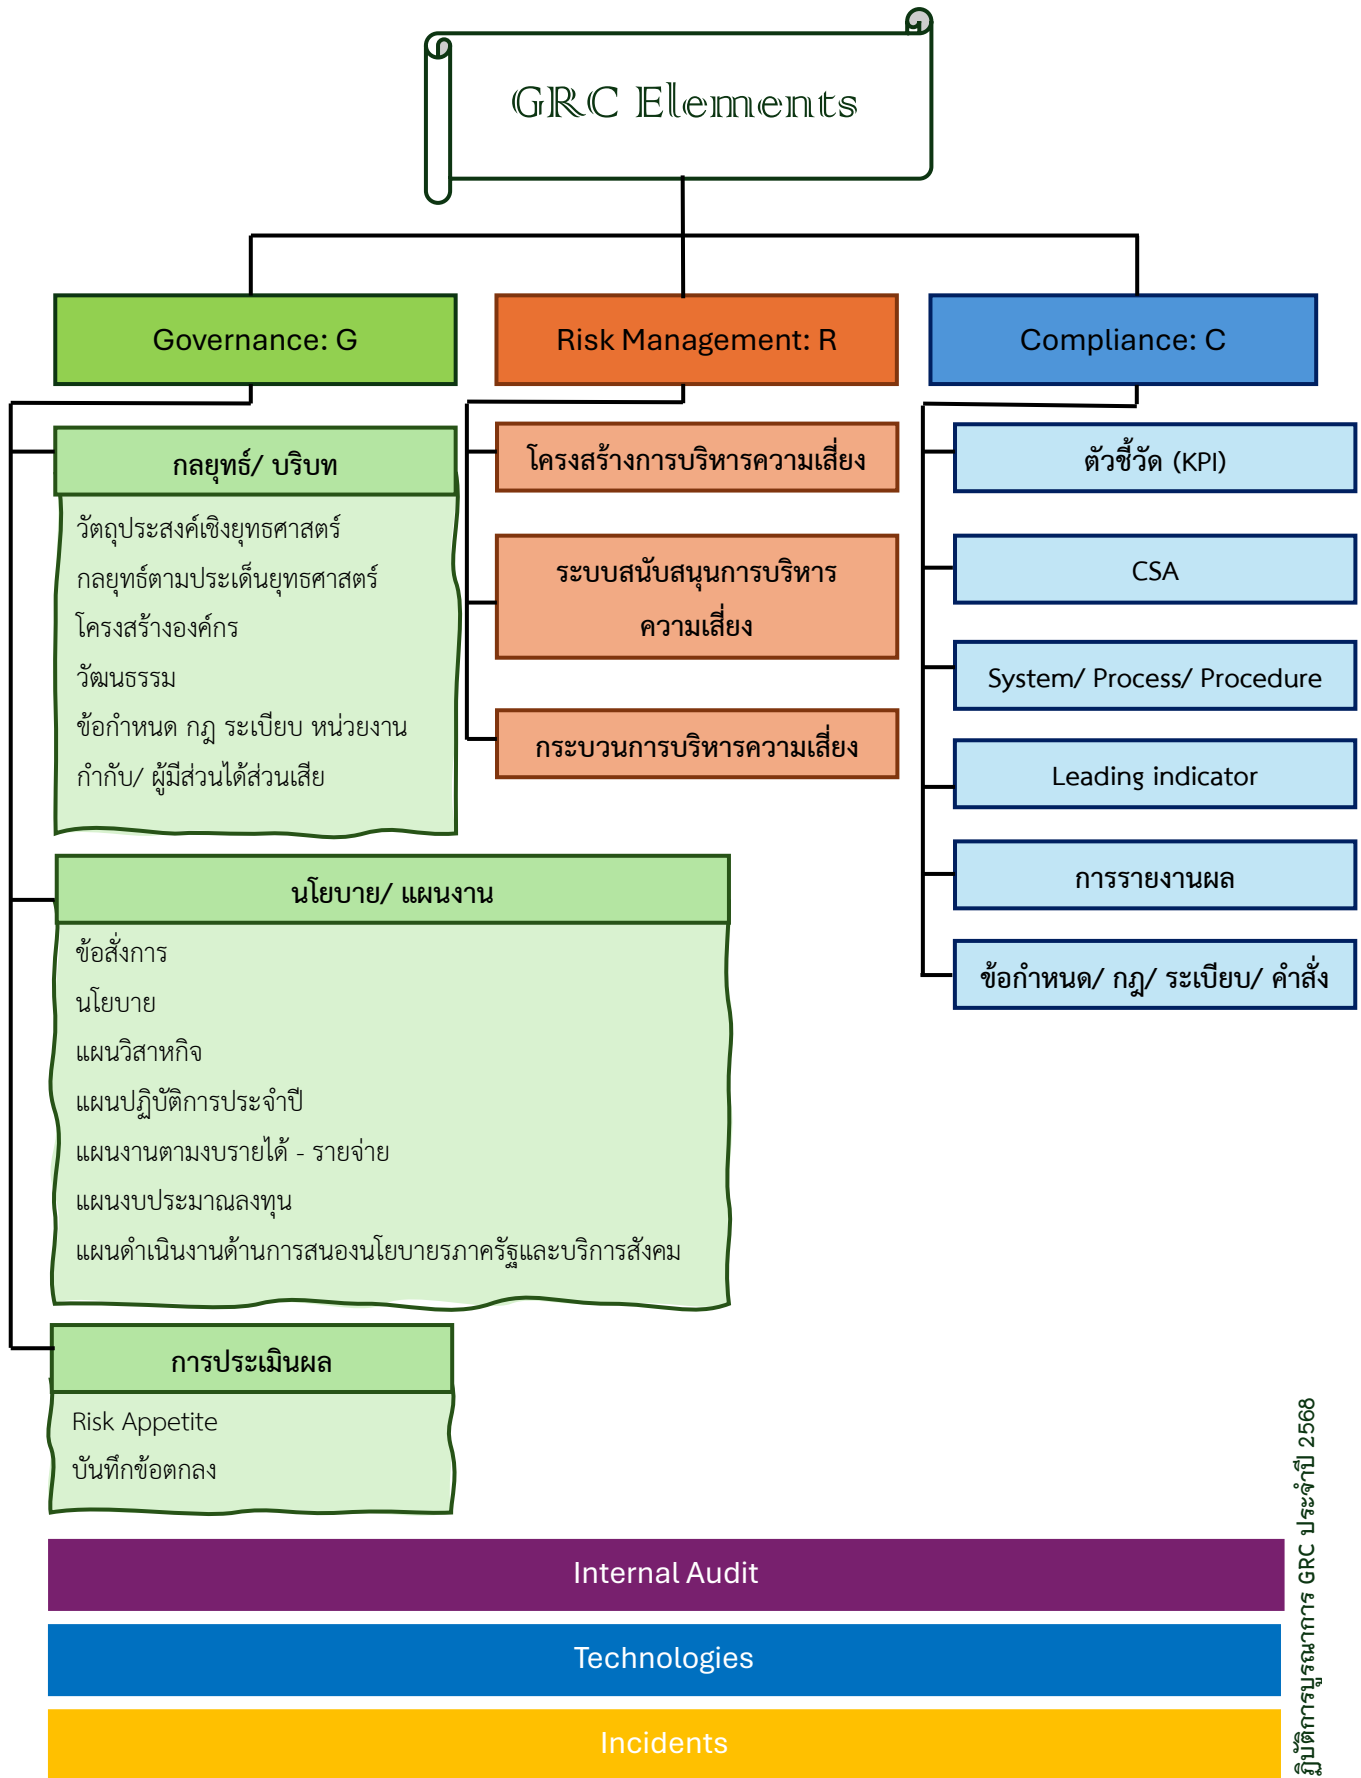 GRC Elements
Governance: G
กลยุทธ์/ บริบท
วัตถุประสงค์เชิงยุทธศาสตร์
กลยุทธ์ตามประเด็นยุทธศาสตร์
โครงสร้างองค์กร
วัฒนธรรม
ข้อกำหนด กฎ ระเบียบ หน่วยงาน
กำกับ/ ผู้มีส่วนได้ส่วนเสีย
นโยบาย/ แผนงาน
ข้อสั่งการ
นโยบาย
แผนวิสาหกิจ
แผนปฏิบัติการประจำปี
แผนงานตามงบรายได้ - รายจ่าย
แผนงบประมาณลงทุน
แผนดำเนินงานด้านการสนองนโยบายรภาครัฐและบริการสังคม
การประเมินผล
Risk Appetite
บันทึกข้อตกลง
Risk Management: R
โครงสร้างการบริหารความเสี่ยง
ระบบสนับสนุนการบริหาร
ความเสี่ยง
กระบวนการบริหารความเสี่ยง
Compliance: C
ตัวชี้วัด (KPI)
CSA
System/ Process/ Procedure
Leading indicator
การรายงานผล
ข้อกำหนด/ กฎ/ ระเบียบ/ คำสั่ง
Internal Audit
Technologies
Incidents
ฏิบัติการบูรณาการ GRC ประจำปี 2568